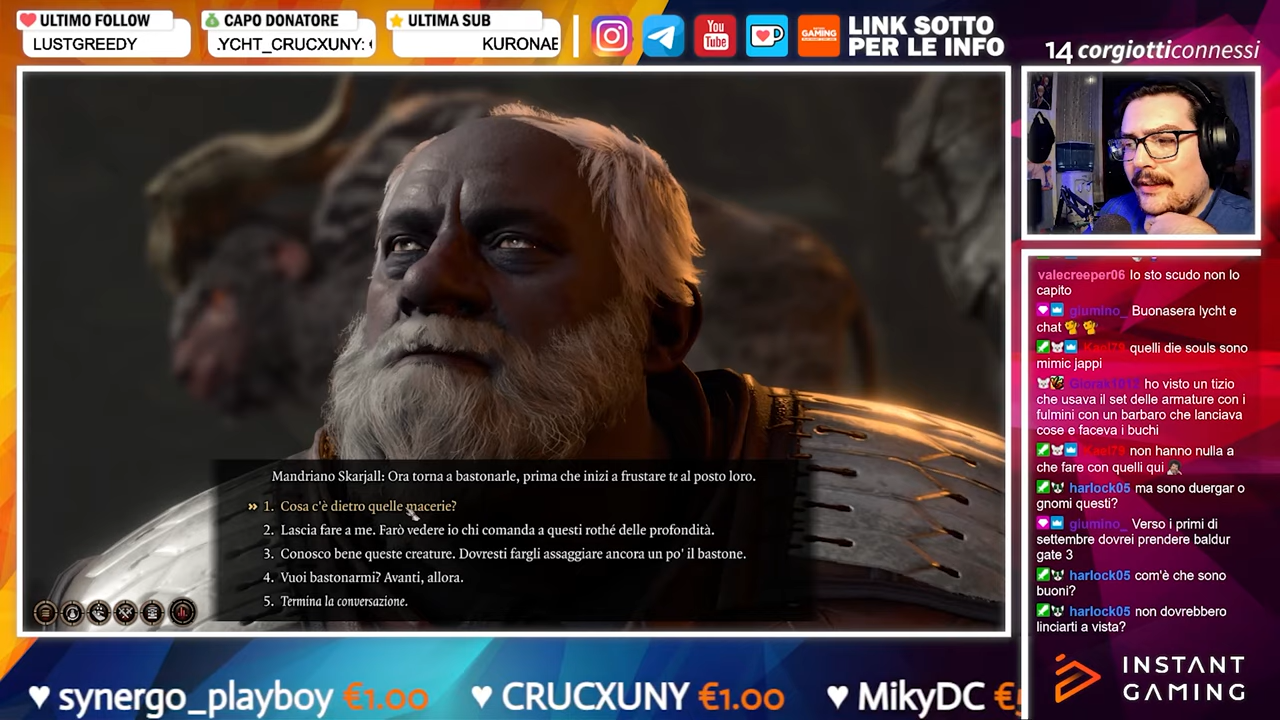 ULTIMO FOLLOW
LUSTGREEDY
CAPO DONATORE
.YCHT_CRUCXUNY:
ULTIMA SUB
KURONAE
You
Tube
GAMING
LINK SOTTO
PER LE INFO
14 corgiotticonnessi
Mandriano Skarjall: Ora torna a bastonarle, prima che inizi a frustare te al posto loro.
1. Cosa c'è dietro quelle macerie?
2. Lascia fare a me. Farò vedere io chi comanda a questi rothé delle profondità.
3. Conosco bene queste creature. Dovresti fargli assaggiare ancora un po' il bastone.
4. Vuoi bastonarmi? Avanti, allora.
5. Termina la conversazione.
valecreeper06 Io sto scudo non lo
capito
giumino_ Buonasera lycht e
chat
Kael79 quelli die souls sono
mimic jappi
ho visto un tizio
che usava il set delle armature con i
fulmini con un barbaro che lanciava
cose e faceva i buchi
Kael79 non hanno nulla a
che fare con quelli qui
harlock05 ma sono duergar o
gnomi questi?
giumino_ Verso i primi di
settembre dovrei prendere baldur
gate 3
harlock05 com'è che sono
buoni?
harlock05 non dovrebbero
linciarti a vista?
INSTANT
GAMING
♥ synergo_playboy €1.00 ♥ CRUCXUNY €1.00 ♥ MikyDC